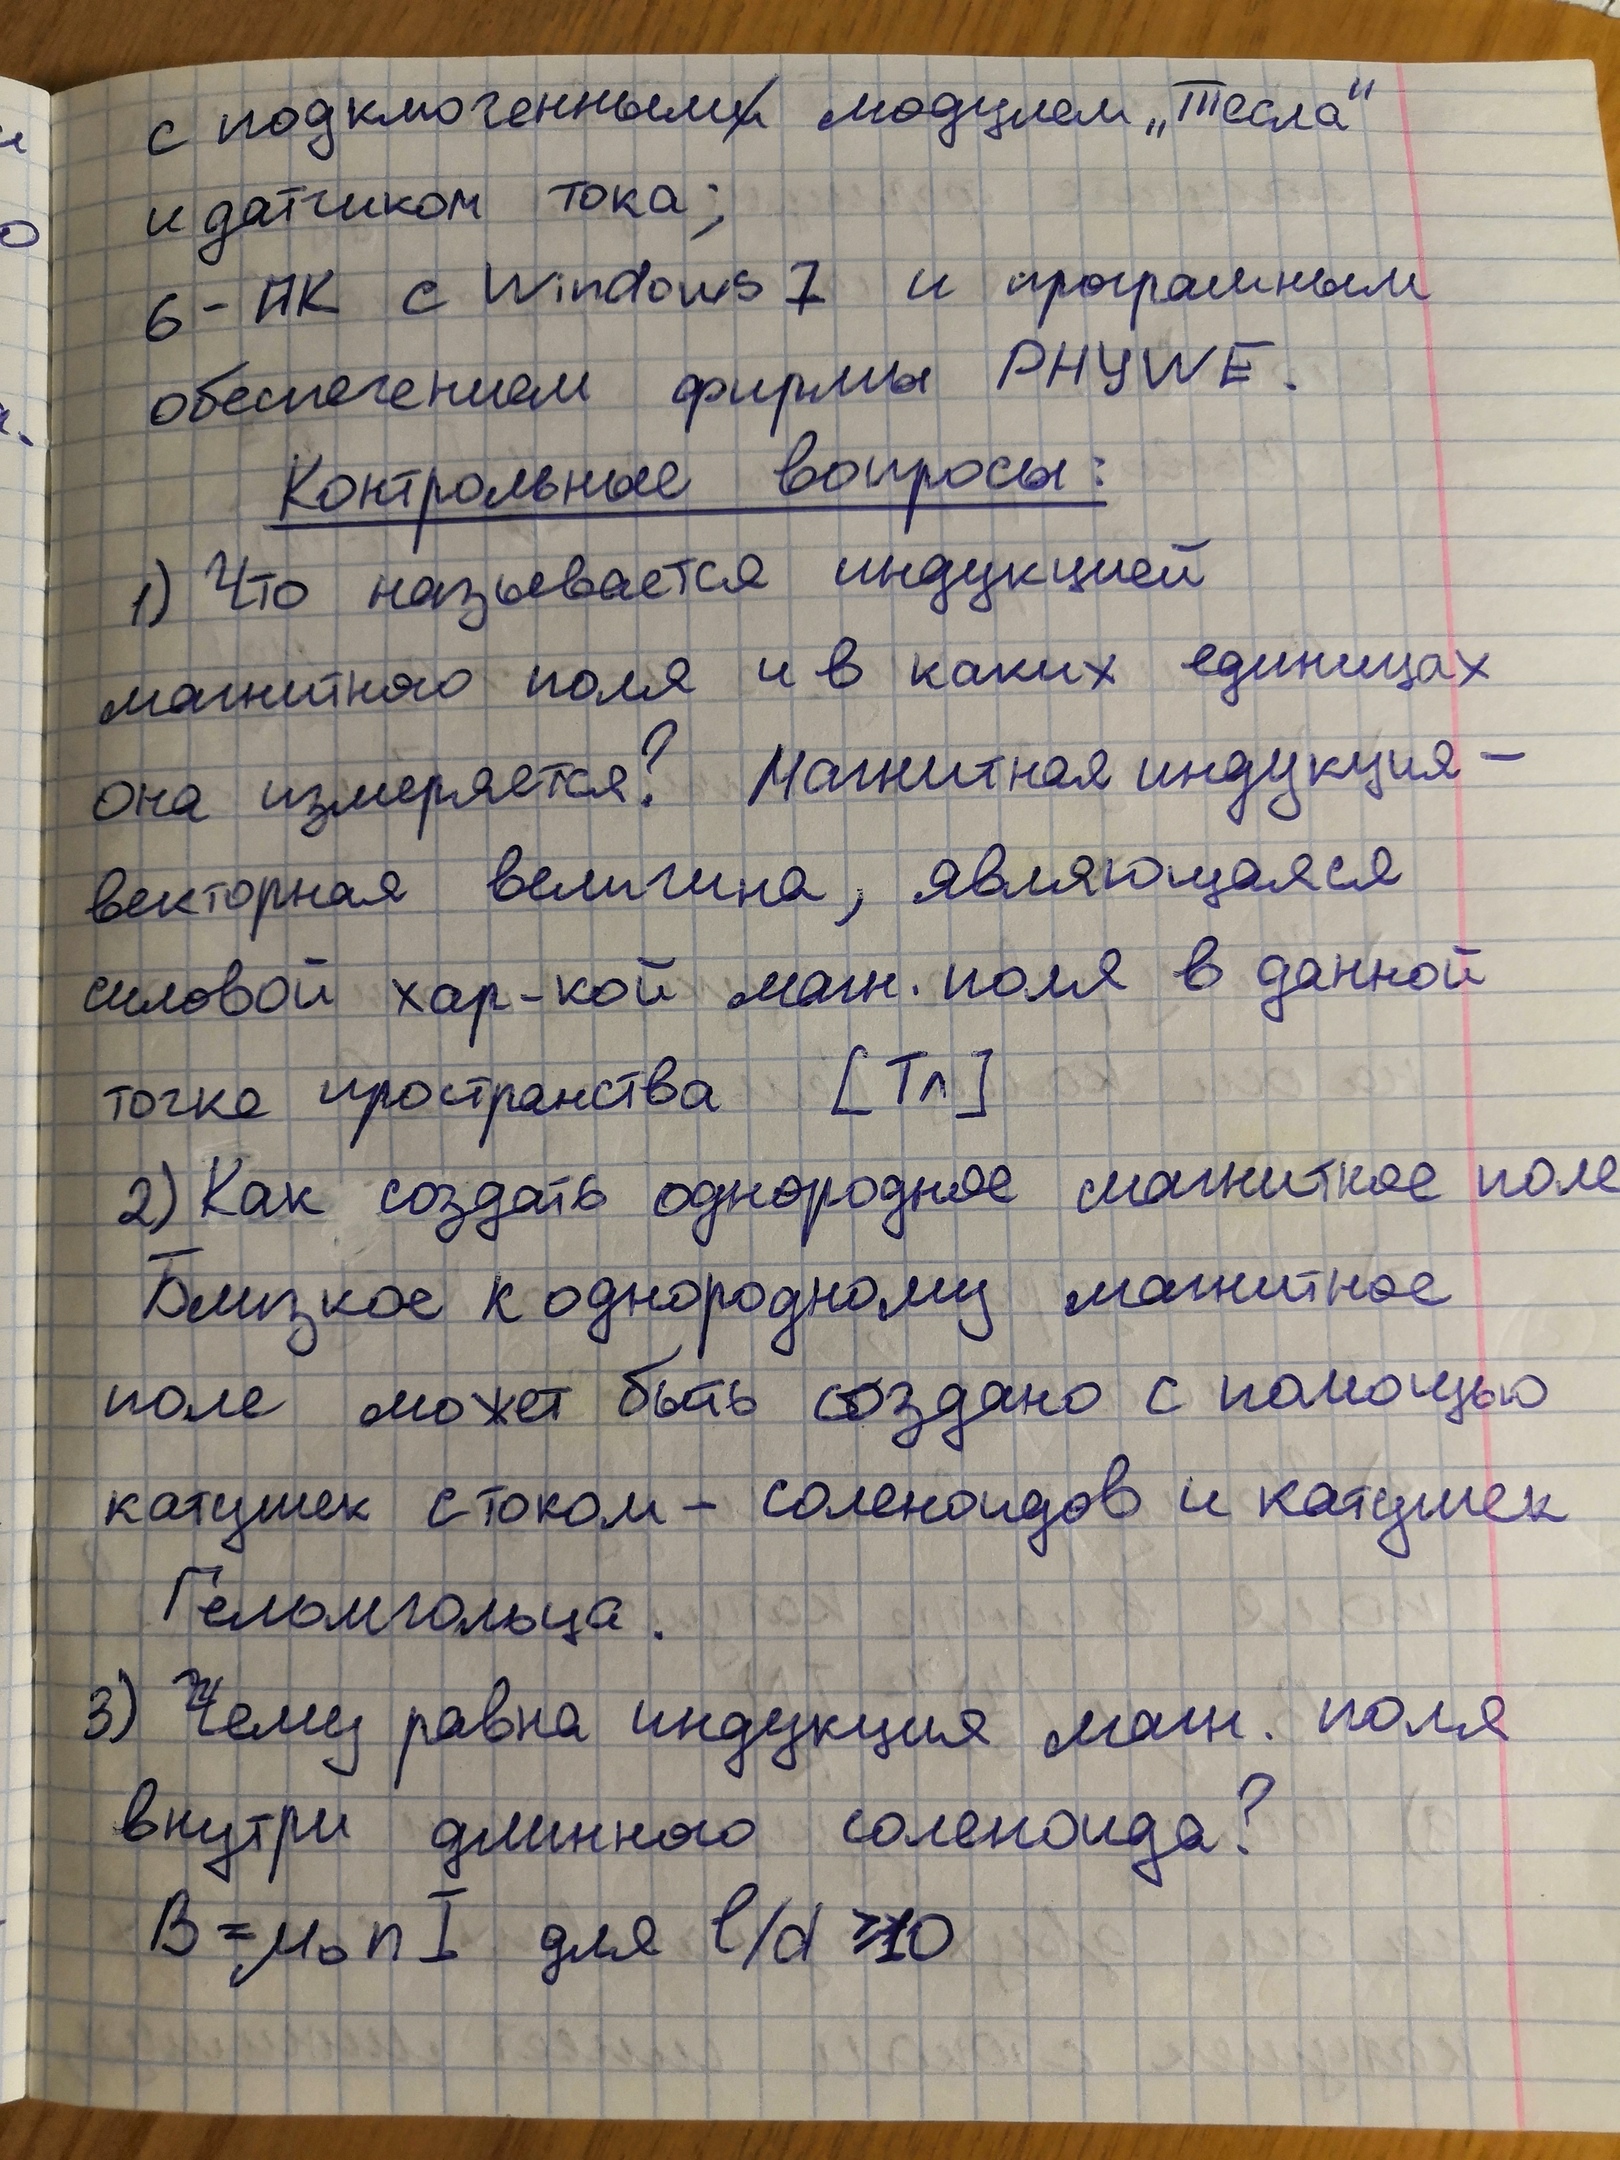 с подключенным модулем „Тесла“
и датчиком тока;
6 - ПК с Windows 7 и програмным
обеспечением фирмы PHYWE.
Контрольные вопросы:
1) Что называется индукцией
магнитного поля и в каких единицах
она измеряется? Магнитная индукция -
векторная величина, являющаяся
силовой хар-кой магн. поля в данной
точке пространства [Тл]
2) Как создать однородное магнитное поле
Близкое к однородному магнитное
поле может быть создано с помощью
катушек с током - соленоидов и катушек
Гельмгольца.
3) Чему равна индукция магн. поля
внутри длинного соленоида?
B = μ₀ n I для l/d ≥ 10